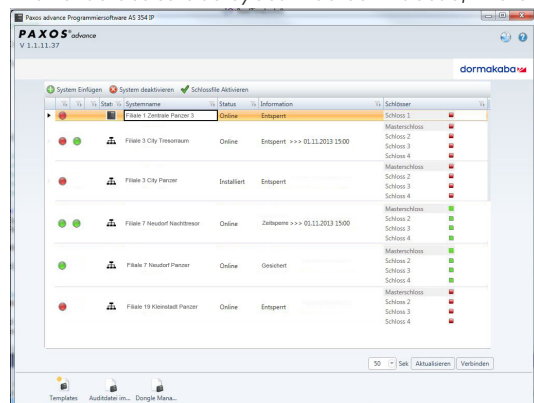 Paxos advance Programmiersoftware AS 354 IP
PAXOS® advance
V 1.1.11.37
dormakaba
System Einfügen System deaktivieren Schlossfile Aktivieren
Stat Systemname Status Information Schlösser
Filiale 1 Zentrale Panzer 3 Online Entsperrt Schloss 1
Masterschloss
Filiale 3 City Tresorraum Online Entsperrt >>> 01.11.2013 15:00 Schloss 2
Schloss 3
Schloss 4
Masterschloss
Filiale 3 City Panzer Installiert Entsperrt Schloss 2
Schloss 3
Schloss 4
Masterschloss
Filiale 7 Neudorf Nachttresor Online Zeitsperre >>> 01.11.2013 15:00 Schloss 2
Schloss 3
Schloss 4
Masterschloss
Filiale 7 Neudorf Panzer Online Gesichert Schloss 2
Schloss 3
Schloss 4
Masterschloss
Filiale 19 Kleinstadt Panzer Online Entsperrt Schloss 2
Schloss 3
Schloss 4
50 Sek Aktualisieren Verbinden
Templates Auditdatei im... Dongle Mana...